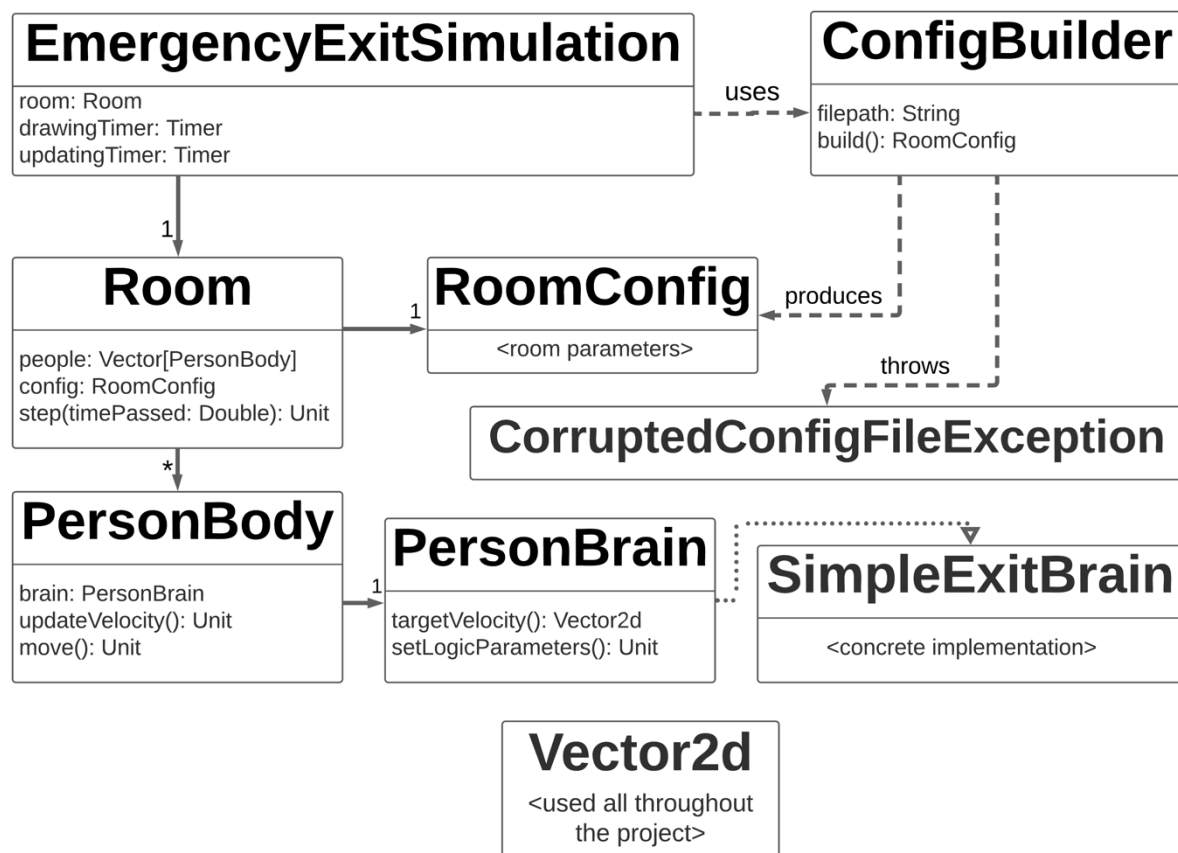 EmergencyExitSimulation
room: Room
drawingTimer: Timer
updatingTimer: Timer
uses
ConfigBuilder
filepath: String
build(): RoomConfig
1
Room
people: Vector[PersonBody]
config: RoomConfig
step(timePassed: Double): Unit
1
RoomConfig
<room parameters>
produces
throws
CorruptedConfigFileException
*
PersonBody
brain: PersonBrain
updateVelocity(): Unit
move(): Unit
1
PersonBrain
targetVelocity(): Vector2d
setLogicParameters(): Unit
SimpleExitBrain
<concrete implementation>
Vector2d
<used all throughout
the project>